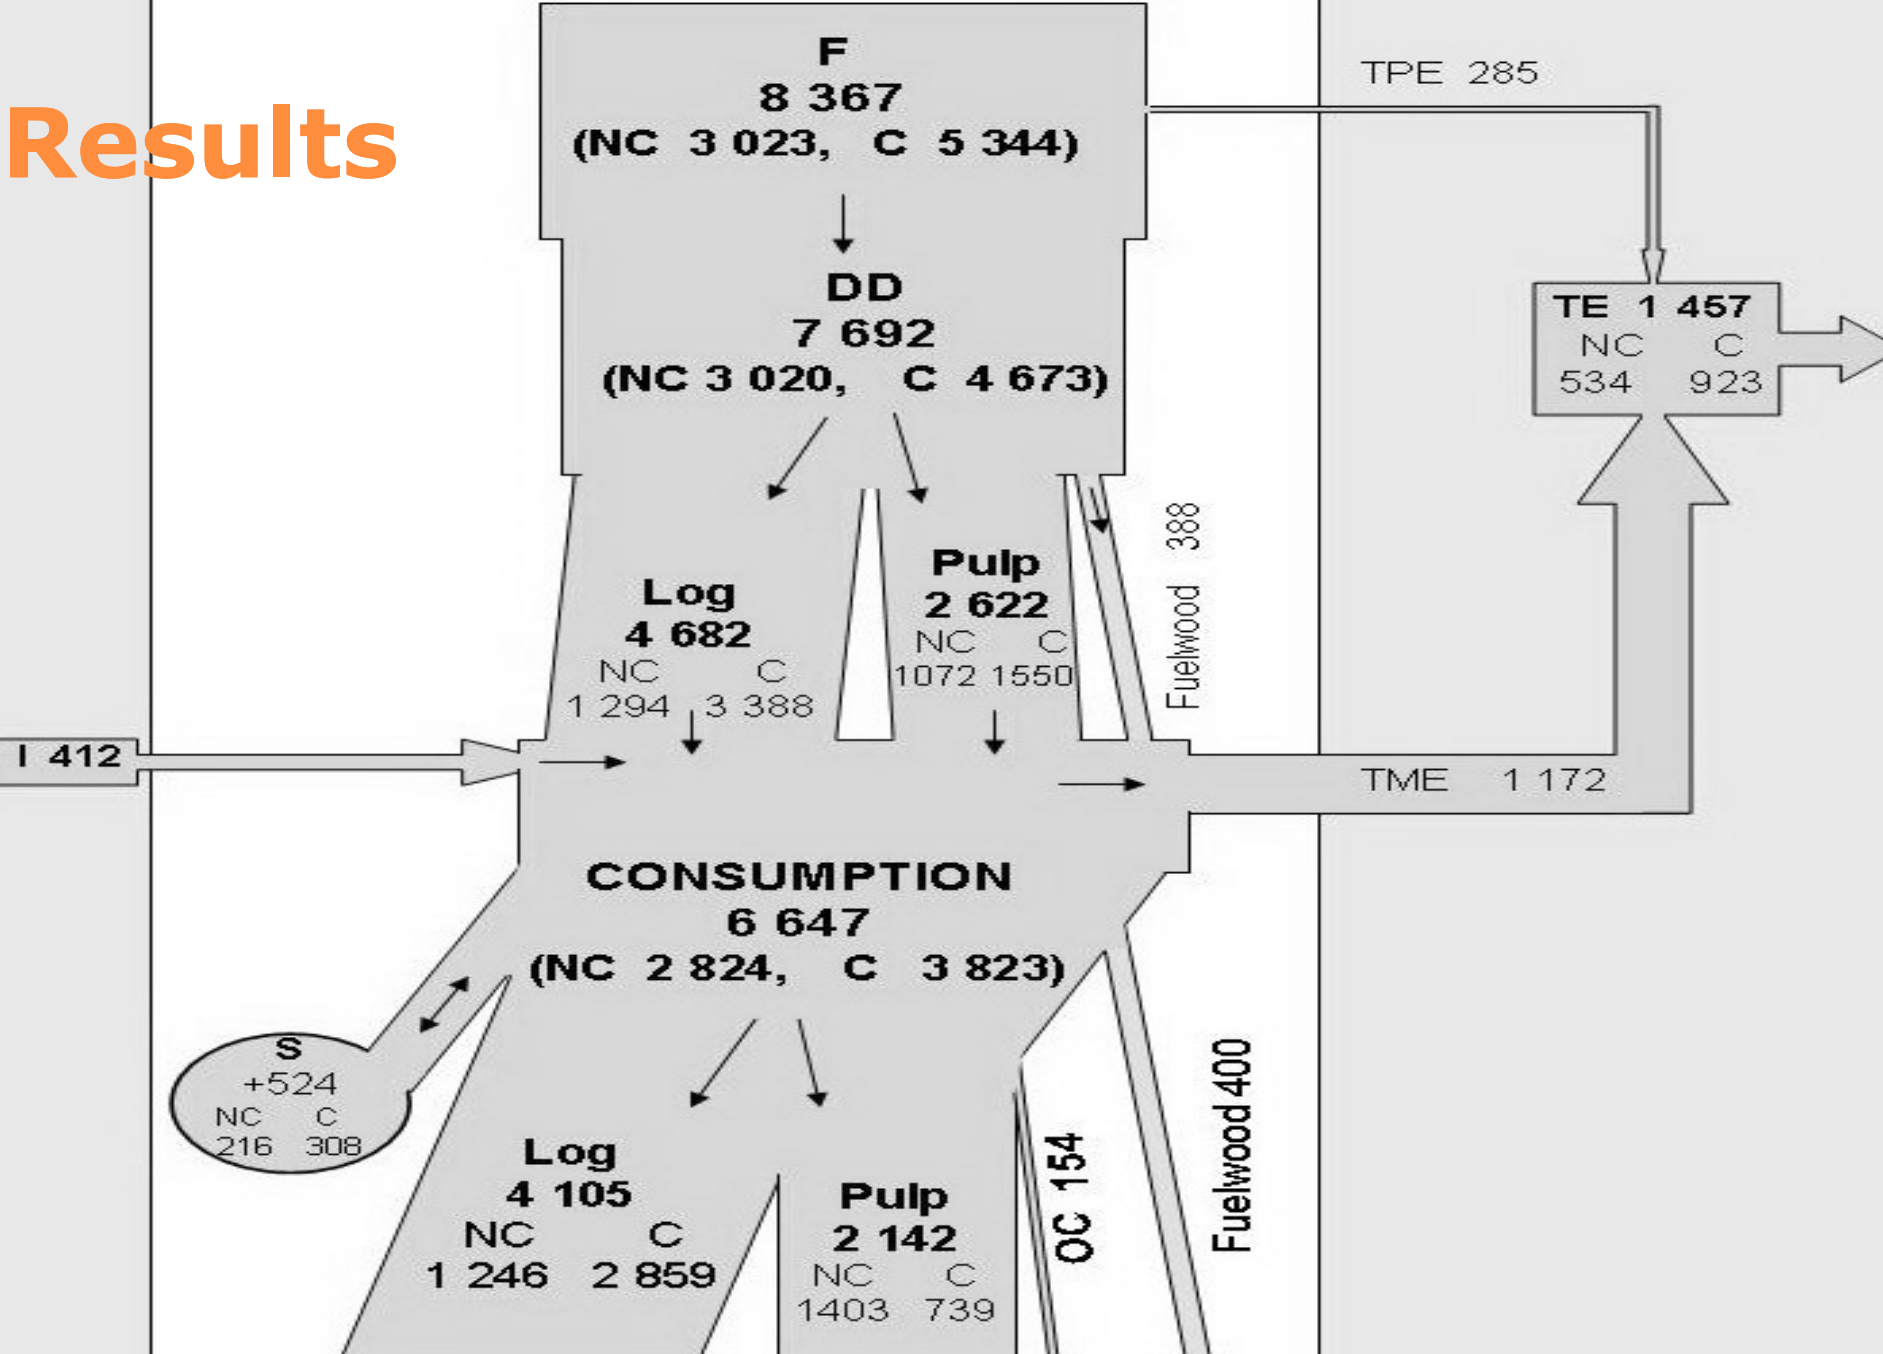 Results
F
8 367
(NC 3 023, C 5 344)
TPE 285
DD
7 692
(NC 3 020, C 4 673)
TE 1 457
NC C
534 923
Log
4 682
NC C
1 294 3 388
Pulp
2 622
NC C
1072 1550
Fuelwood 388
I 412
TME 1 172
CONSUMPTION
6 647
(NC 2 824, C 3 823)
S
+524
NC C
216 308
Log
4 105
NC C
1 246 2 859
Pulp
2 142
NC C
1403 739
OC 154
Fuelwood 400